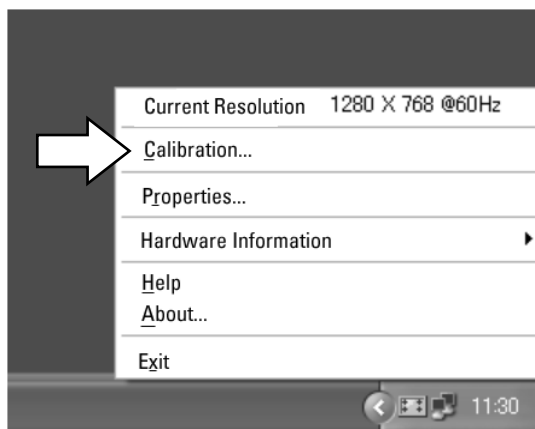 Current Resolution 1280 X 768 @60Hz
Calibration...
Properties...
Hardware Information
Help
About...
Exit
11:30